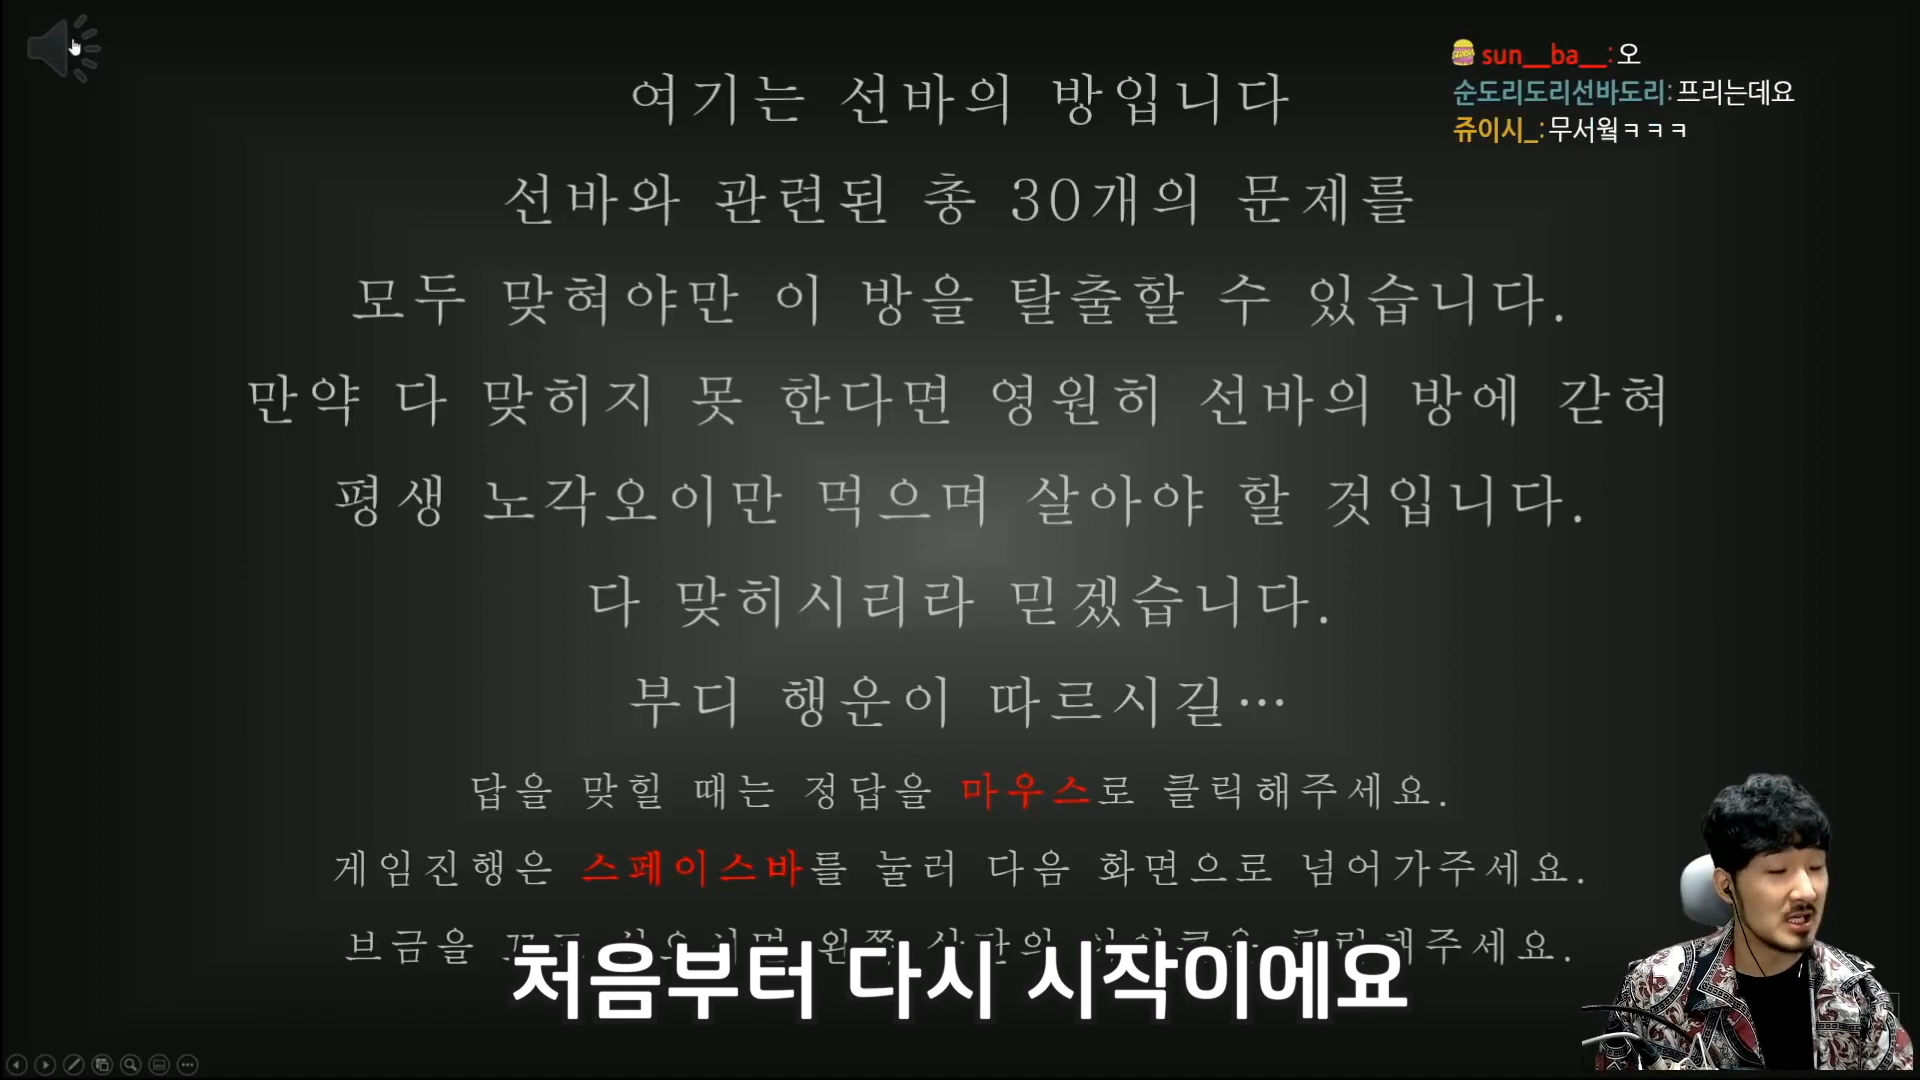 여기는 선바의 방입니다
선바와 관련된 총 30개의 문제를
모두 맞혀야만 이 방을 탈출할 수 있습니다.
만약 다 맞히지 못 한다면 영원히 선바의 방에 갇혀
평생 노각오이만 먹으며 살아야 할 것입니다.
다 맞히시리라 믿겠습니다.
부디 행운이 따르시길…
답을 맞힐 때는 정답을 마우스로 클릭해주세요.
게임진행은 스페이스바를 눌러 다음 화면으로 넘어가주세요.
브금을 왼쪽 해주세요.
처음부터 다시 시작이에요
sun__ba__: 오
순도리도리선바도리: 프리는데요
쥬이시_: 무서웤ㅋㅋㅋ